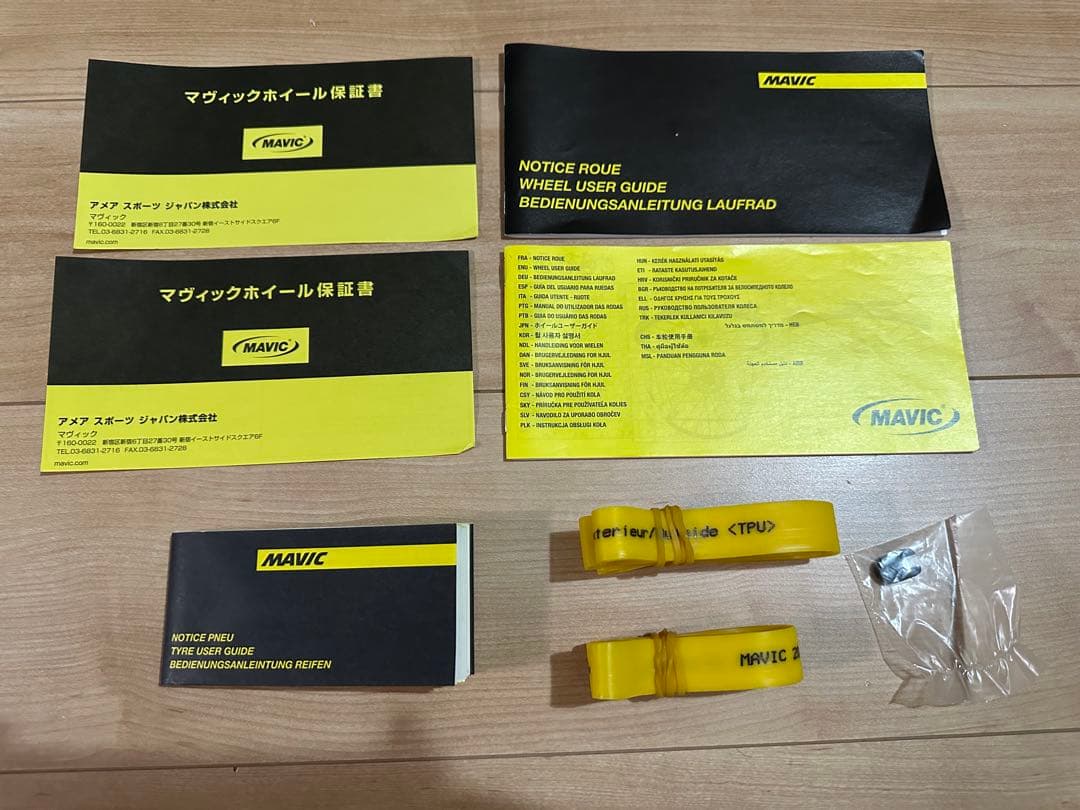 マヴィックホイール保証書
MAVIC
アメア スポーツ ジャパン株式会社
マヴィック
〒160-0022 新宿区新宿6丁目27番30号 新宿イーストサイドスクエア6F
TEL.03-6831-2716 FAX.03-6831-2728
mavic.com
MAVIC
NOTICE ROUE
WHEEL USER GUIDE
BEDIENUNGSANLEITUNG LAUFRAD
マヴィックホイール保証書
MAVIC
アメア スポーツ ジャパン株式会社
マヴィック
〒160-0022 新宿区新宿6丁目27番30号 新宿イーストサイドスクエア6F
TEL.03-6831-2716 FAX.03-6831-2728
mavic.com
FRA - NOTICE ROUE
ENG - WHEEL USER GUIDE
DEU - BEDIENUNGSANLEITUNG LAUFRAD
ESP - GUÍA DEL USUARIO PARA RUEDAS
ITA - GUIDA UTENTE - RUOTE
PTG - MANUAL DO UTILIZADOR DAS RODAS
PTB - GUIA DO USUÁRIO DAS RODAS
JPN - ホイールユーザーガイド
KOR - 휠 사용자 설명서
NDL - HANDLEIDING VOOR WIELEN
DAN - BRUGERVEJLEDNING FOR HJUL
SVE - BRUKSANVISNING FÖR HJUL
NOR - BRUGERVEJLEDNING FOR HJUL
FIN - BRUKSANVISNING FÖR HJUL
CSY - NÁVOD PRO POUŽITÍ KOLA
SKY - PRÍRUČKA PRE POUŽÍVATEĽA KOLIES
SLV - NAVODILO ZA UPORABO OBROČEV
PLK - INSTRUKCJA OBSŁUGI KOŁA
HUN - KERÉK HASZNÁLATI UTASÍTÁS
ETI - RATASTE KASUTUSJUHEND
HRV - KORISNIČKI PRIRUČNIK ZA KOTAČE
BGR - РЪКОВОДСТВО НА ПОТРЕБИТЕЛЯ ЗА ВЕЛОСИПЕДНОТО КОЛЕЛО
ELL - ΟΔΗΓΟΣ ΧΡΗΣΗΣ ΓΙΑ ΤΟΥΣ ΤΡΟΧΟΥΣ
RUS - РУКОВОДСТВО ПОЛЬЗОВАТЕЛЯ КОЛЕСА
TRK - TEKERLEK KULLANICI KILAVUZU
HEB - מדריך למשתמש בגלגל
CHS - 车轮使用手册
THA - คู่มือผู้ใช้ล้อ
MSL - PANDUAN PENGGUNA RODA
ARB - دليل مستخدم العجلة
MAVIC
MAVIC
NOTICE PNEU
TYRE USER GUIDE
BEDIENUNGSANLEINTUNG REIFEN
terieur/ side <TPU>
MAVIC